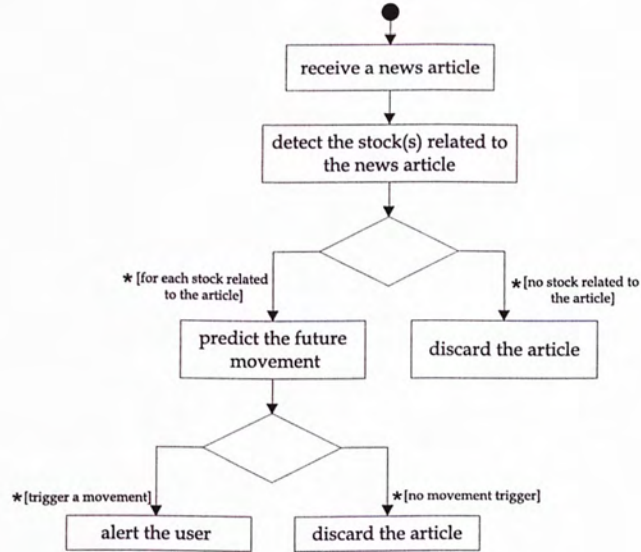 receive a news article
detect the stock(s) related to
the news article
* [for each stock related
to the article]
* [no stock related to
the article]
predict the future
movement
discard the article
* [trigger a movement]
* [no movement trigger]
alert the user
discard the article